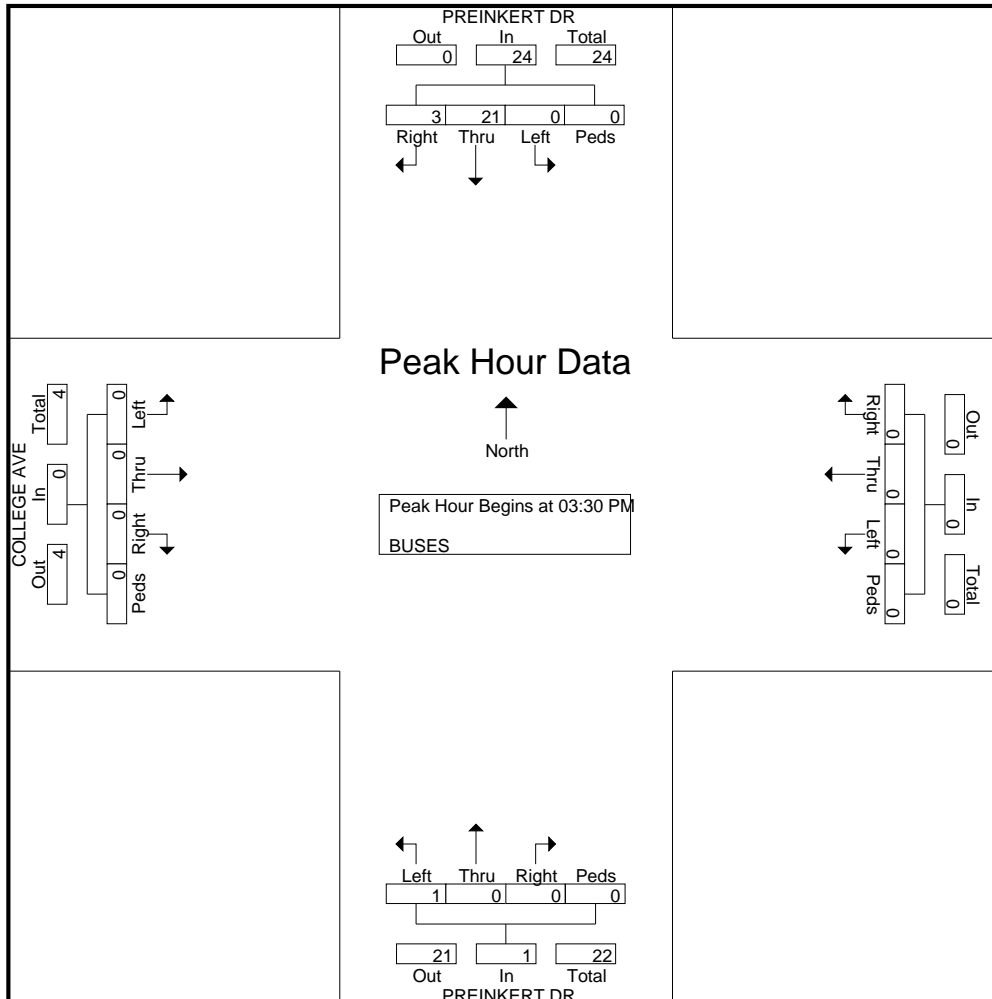 PREINKERT DR
Out In Total
0 24 24
3 21 0 0
Right Thru Left Peds
Peak Hour Data
North
Peak Hour Begins at 03:30 PM
BUSES
COLLEGE AVE
Out In Total
4 0 4
0 0 0 0
Left Thru Right Peds
Right Thru Left Peds
0 0 0 0
Out In Total
0 0 0
Left Thru Right Peds
1 0 0 0
21 1 22
Out In Total
PREINKERT DR